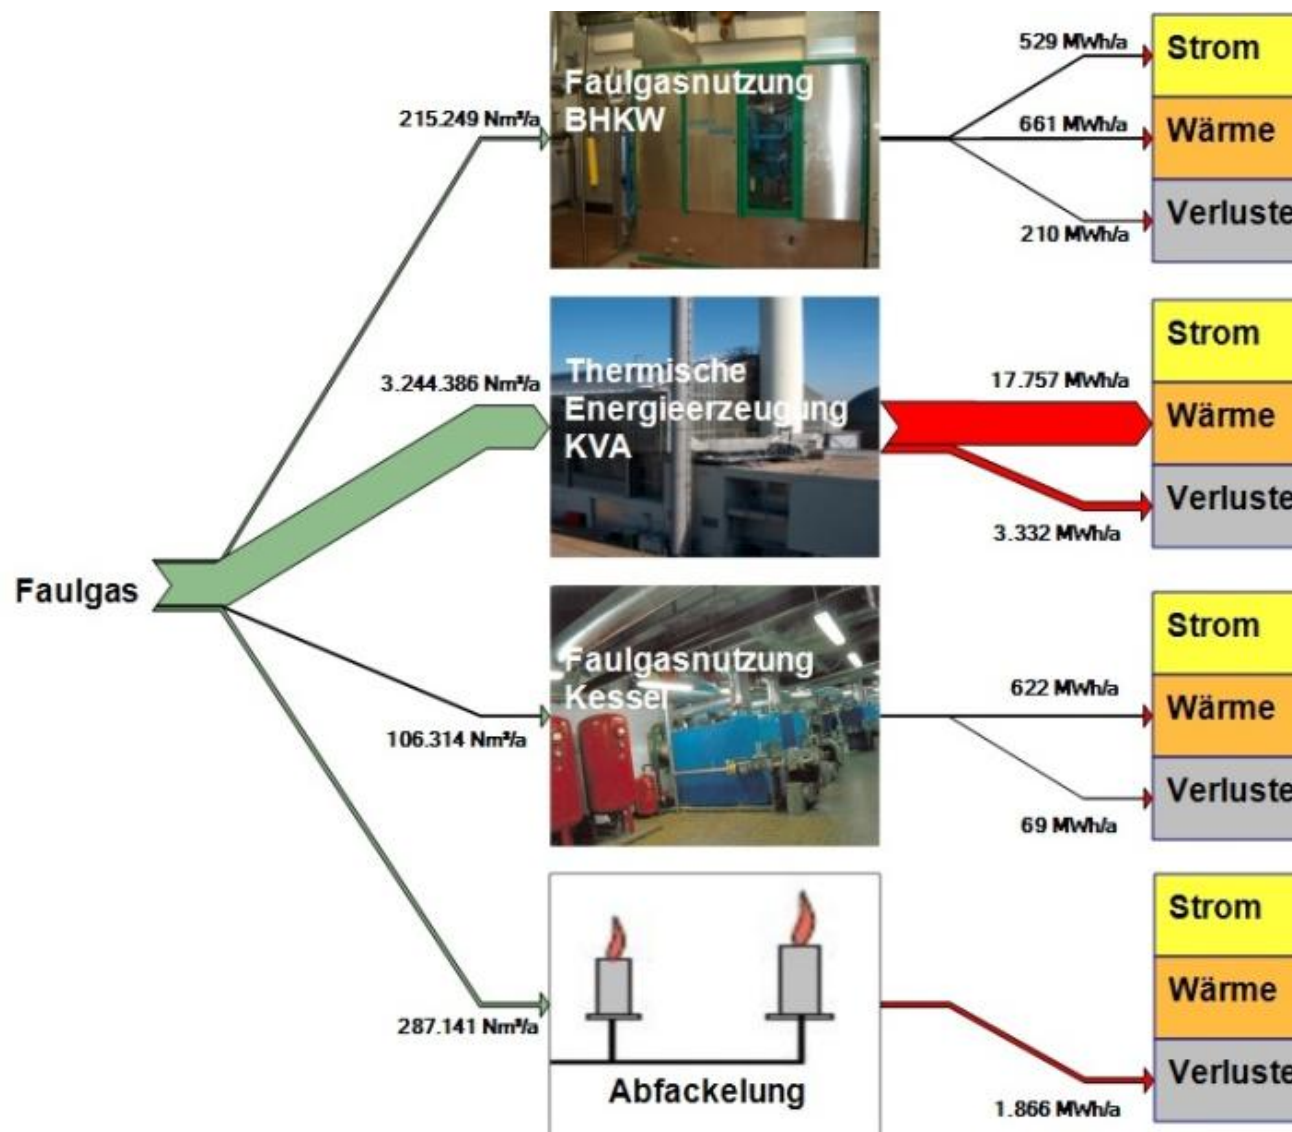 529 MWh/a
Strom
Faulgasnutzung
BHKW
215.249 Nm³/a
661 MWh/a
Wärme
Verluste
210 MWh/a
Strom
Thermische
Energieerzeugung
KVA
3.244.386 Nm³/a
17.757 MWh/a
Wärme
Verluste
3.332 MWh/a
Faulgas
Strom
Faulgasnutzung
Kessel
622 MWh/a
Wärme
106.314 Nm³/a
Verluste
69 MWh/a
Strom
Wärme
287.141 Nm³/a
Verluste
Abfackelung
1.866 MWh/a